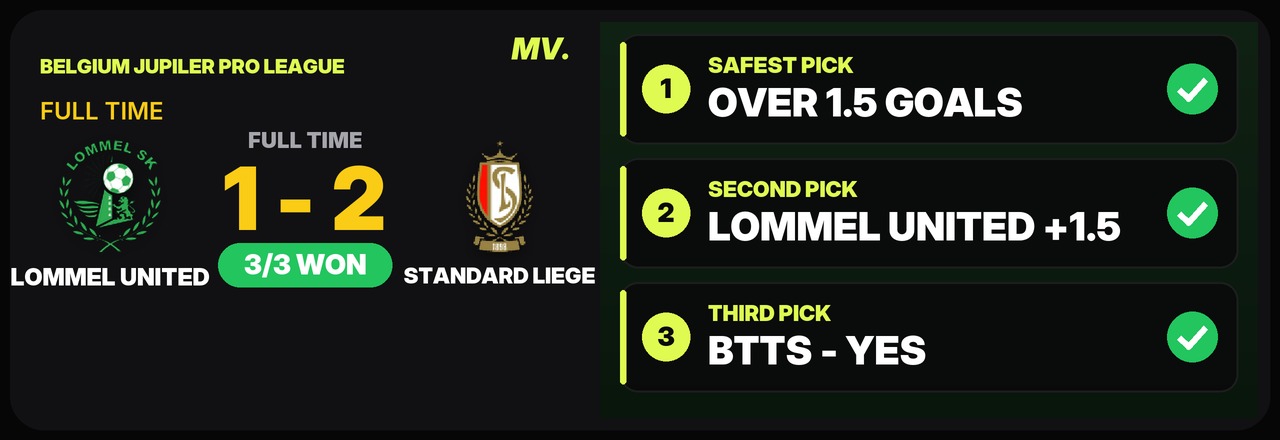 MV.
BELGIUM JUPILER PRO LEAGUE
FULL TIME
LOMMEL SK
FULL TIME
1 - 2
3/3 WON
LOMMEL UNITED
STANDARD LIEGE
1
SAFEST PICK
OVER 1.5 GOALS
2
SECOND PICK
LOMMEL UNITED +1.5
3
THIRD PICK
BTTS - YES